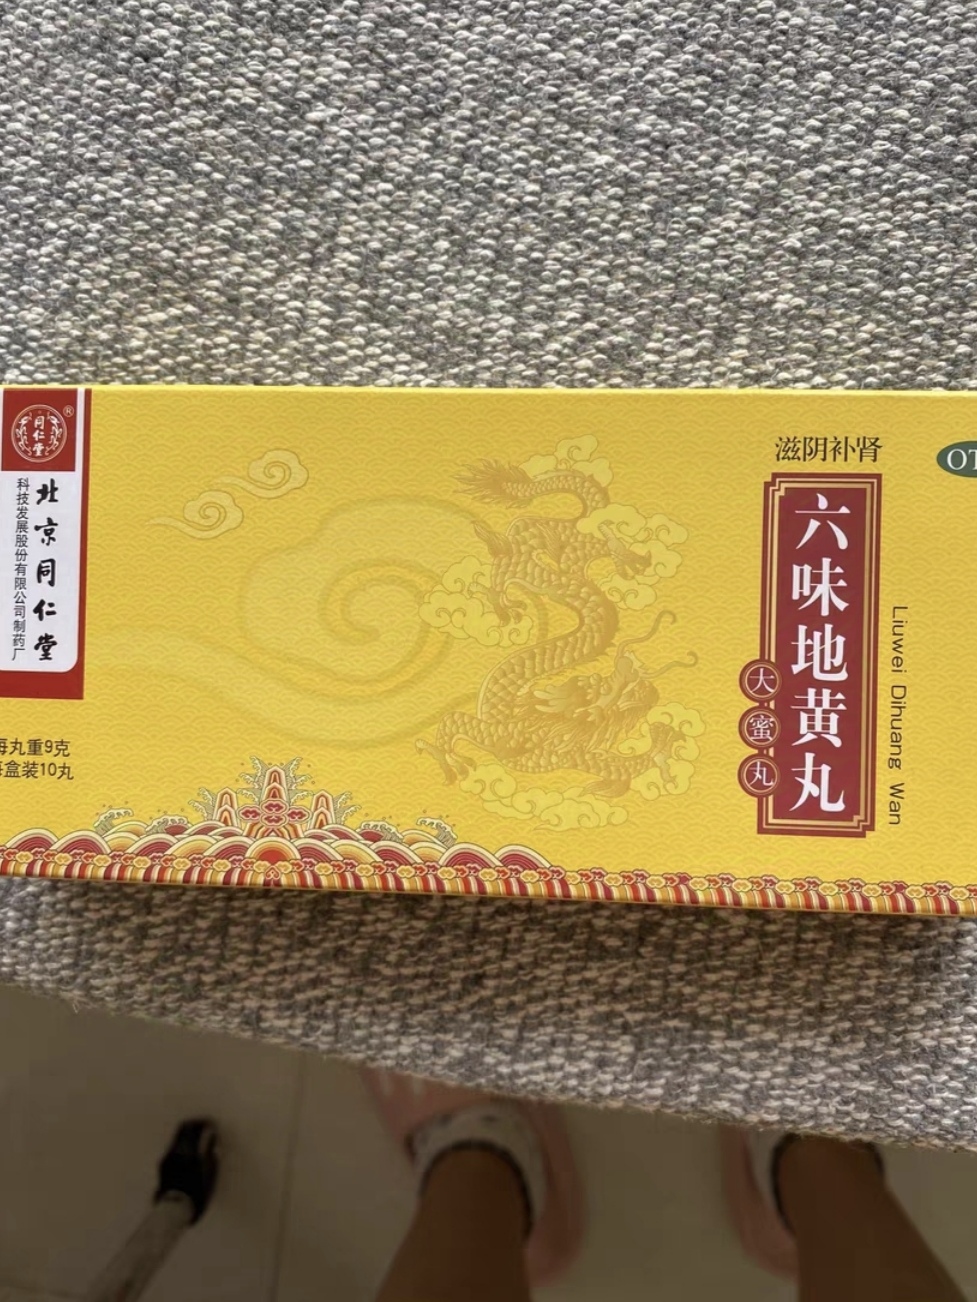 同仁堂
®
北京同仁堂
科技发展股份有限公司制药厂
每丸重9克
每盒装10丸
滋阴补肾
六味地黄丸
大蜜丸
Liuwei Dihuang Wan
OT